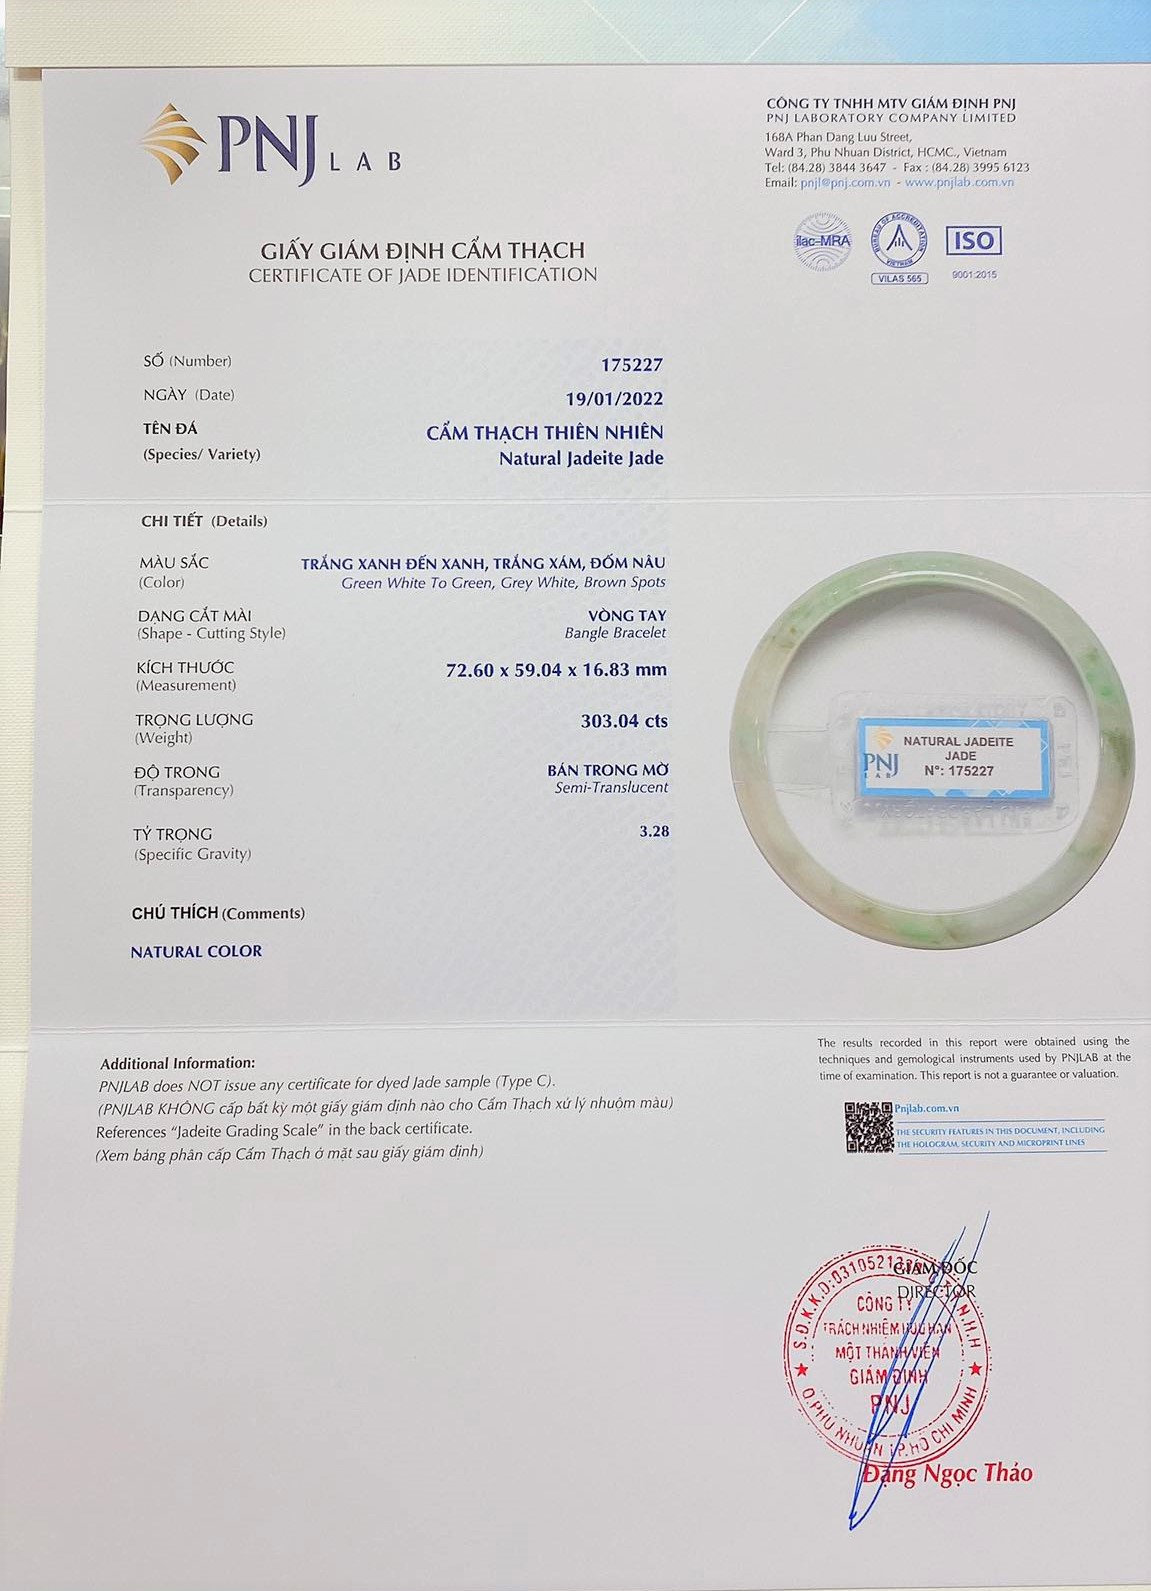 PNJ LAB
CÔNG TY TNHH MTV GIÁM ĐỊNH PNJ
PNJ LABORATORY COMPANY LIMITED
168A Phan Dang Luu Street,
Ward 3, Phu Nhuan District, HCMC., Vietnam
Tel: (84.28) 3844 3647 - Fax : (84.28) 3995 6123
Email: pnjl@pnj.com.vn - www.pnjlab.com.vn
ilac-MRA
BUREAU OF ACCREDITATION
VIETNAM
VILAS 565
ISO
9001:2015
GIẤY GIÁM ĐỊNH CẨM THẠCH
CERTIFICATE OF JADE IDENTIFICATION
SỐ (Number) 175227
NGÀY (Date) 19/01/2022
TÊN ĐÁ CẨM THẠCH THIÊN NHIÊN
(Species/ Variety) Natural Jadeite Jade
CHI TIẾT (Details)
MÀU SẮC TRẮNG XANH ĐẾN XANH, TRẮNG XÁM, ĐỐM NÂU
(Color) Green White To Green, Grey White, Brown Spots
DẠNG CẮT MÀI VÒNG TAY
(Shape - Cutting Style) Bangle Bracelet
KÍCH THƯỚC 72.60 x 59.04 x 16.83 mm
(Measurement)
TRỌNG LƯỢNG 303.04 cts
(Weight)
ĐỘ TRONG BÁN TRONG MỜ
(Transparency) Semi-Translucent
TỶ TRỌNG 3.28
(Specific Gravity)
CHÚ THÍCH (Comments)
NATURAL COLOR
PNJ LAB
NATURAL JADEITE
JADE
N°: 175227
Additional Information:
PNJLAB does NOT issue any certificate for dyed Jade sample (Type C).
(PNJLAB KHÔNG cấp bất kỳ một giấy giám định nào cho Cẩm Thạch xử lý nhuộm màu)
References “Jadeite Grading Scale” in the back certificate.
(Xem bảng phân cấp Cẩm Thạch ở mặt sau giấy giám định)
The results recorded in this report were obtained using the
techniques and gemological instruments used by PNJLAB at the
time of examination. This report is not a guarantee or valuation.
Pnjlab.com.vn
THE SECURITY FEATURES IN THIS DOCUMENT, INCLUDING
THE HOLOGRAM, SECURITY AND MICROPRINT LINES
GIÁM ĐỐC
DIRECTOR
S.Đ.K.K.D:0310521
T.N.H.H
CÔNG TY
TRÁCH NHIỆM HỮU HẠN
MỘT THÀNH VIÊN
GIÁM ĐỊNH
PNJ
Q.PHÚ NHUẬN T.P.HỒ CHÍ MINH
Đặng Ngọc Thảo